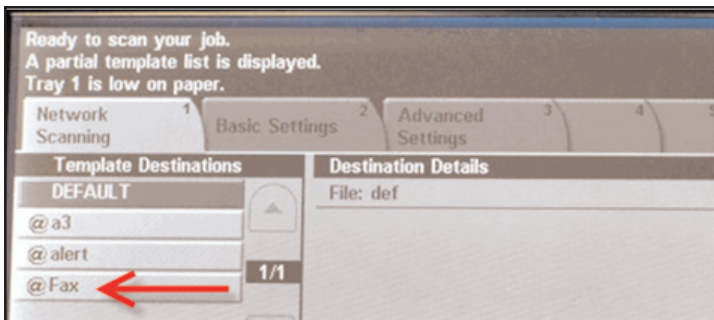 Ready to scan your job.
A partial template list is displayed.
Tray 1 is low on paper.
Network Scanning 1
Basic Settings 2
Advanced Settings 3
4
5
Template Destinations
Destination Details
DEFAULT
File: def
@ a3
@ alert
1/1
@ Fax